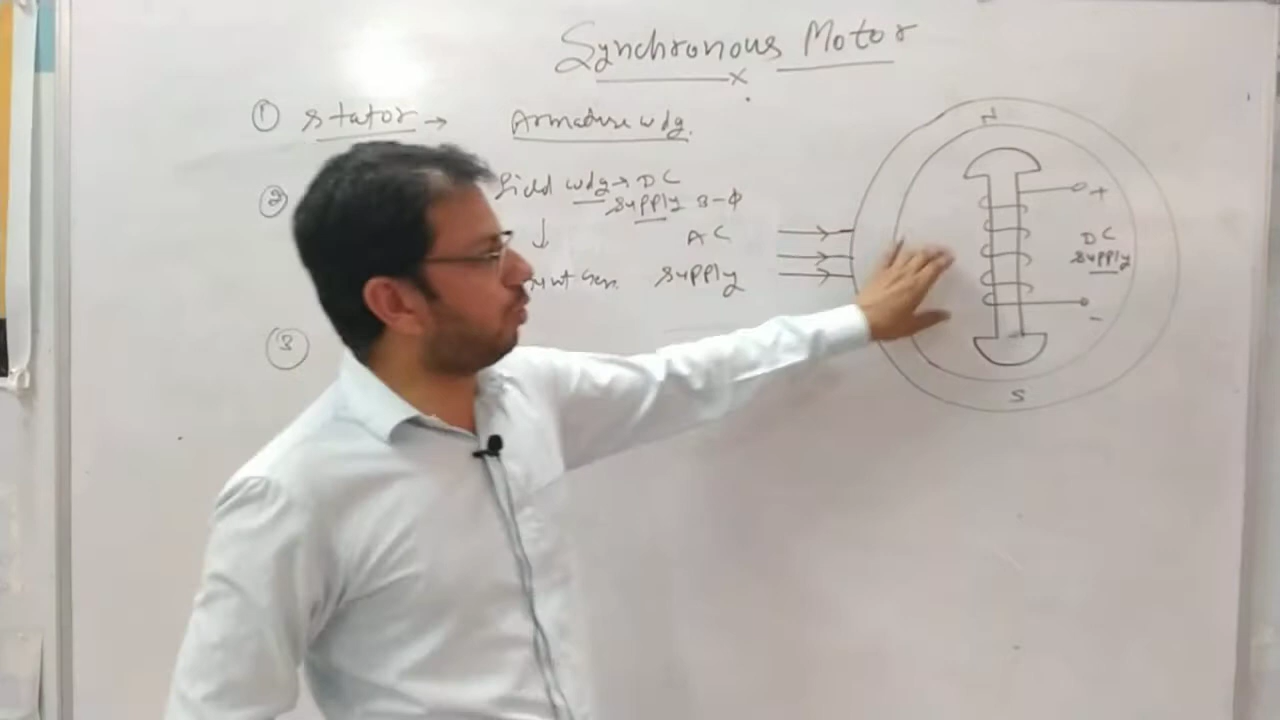 Synchronous Motor
① Stator → Armature wdg.
② field wdg → DC
supply 3-Φ
AC
supply
③
N
+
DC
supply
-
S